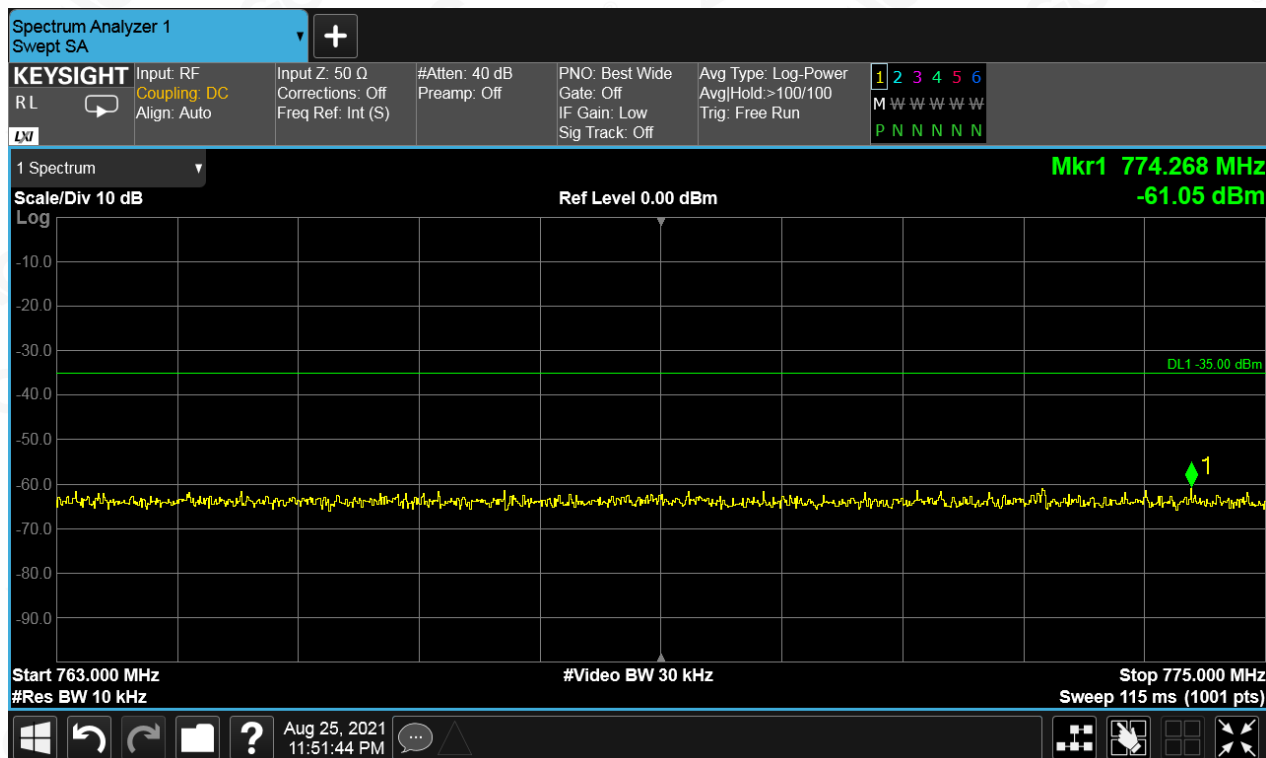 Spectrum Analyzer 1
Swept SA
KEYSIGHT
RL
LXI
Input: RF
Coupling: DC
Align: Auto
Input Z: 50 Ω
Corrections: Off
Freq Ref: Int (S)
#Atten: 40 dB
Preamp: Off
PNO: Best Wide
Gate: Off
IF Gain: Low
Sig Track: Off
Avg Type: Log-Power
Avg|Hold:>100/100
Trig: Free Run
1 2 3 4 5 6
M W W W W W
P N N N N N
1 Spectrum
Mkr1 774.268 MHz
-61.05 dBm
Scale/Div 10 dB
Ref Level 0.00 dBm
Log
-10.0
-20.0
-30.0
DL1 -35.00 dBm
-40.0
-50.0
1
-60.0
-70.0
-80.0
-90.0
Start 763.000 MHz
#Video BW 30 kHz
Stop 775.000 MHz
#Res BW 10 kHz
Sweep 115 ms (1001 pts)
?
Aug 25, 2021
11:51:44 PM